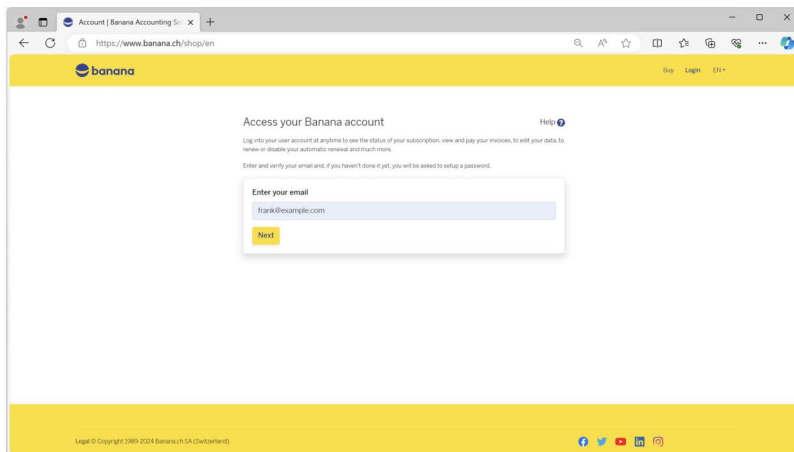 Account | Banana Accounting So
https://www.banana.ch/shop/en
banana
Buy Login EN
Access your Banana account
Help
Log into your user account at anytime to see the status of your subscription, view and pay your invoices, to edit your data, to
renew or disable your automatic renewal and much more.
Enter and verify your email and, if you haven't done it yet, you will be asked to setup a password.
Enter your email
frank@example.com
Next
Legal © Copyright 1989-2024 Banana.ch SA (Switzerland).